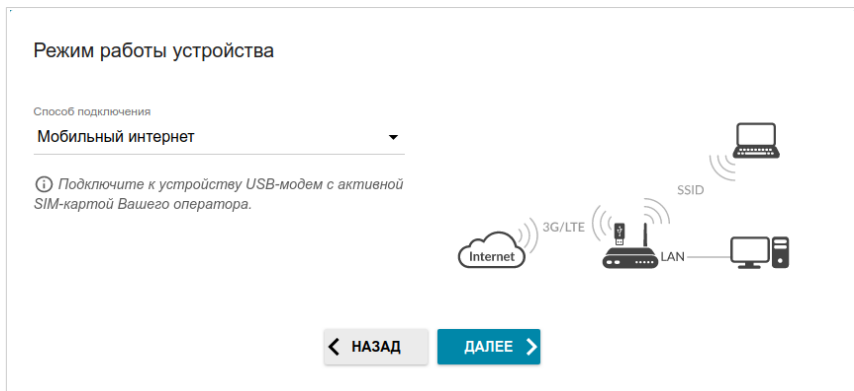 Режим работы устройства
Способ подключения
Мобильный интернет
Подключите к устройству USB-модем с активной
SIM-картой Вашего оператора.
SSID
3G/LTE
Internet
LAN
НАЗАД
ДАЛЕЕ